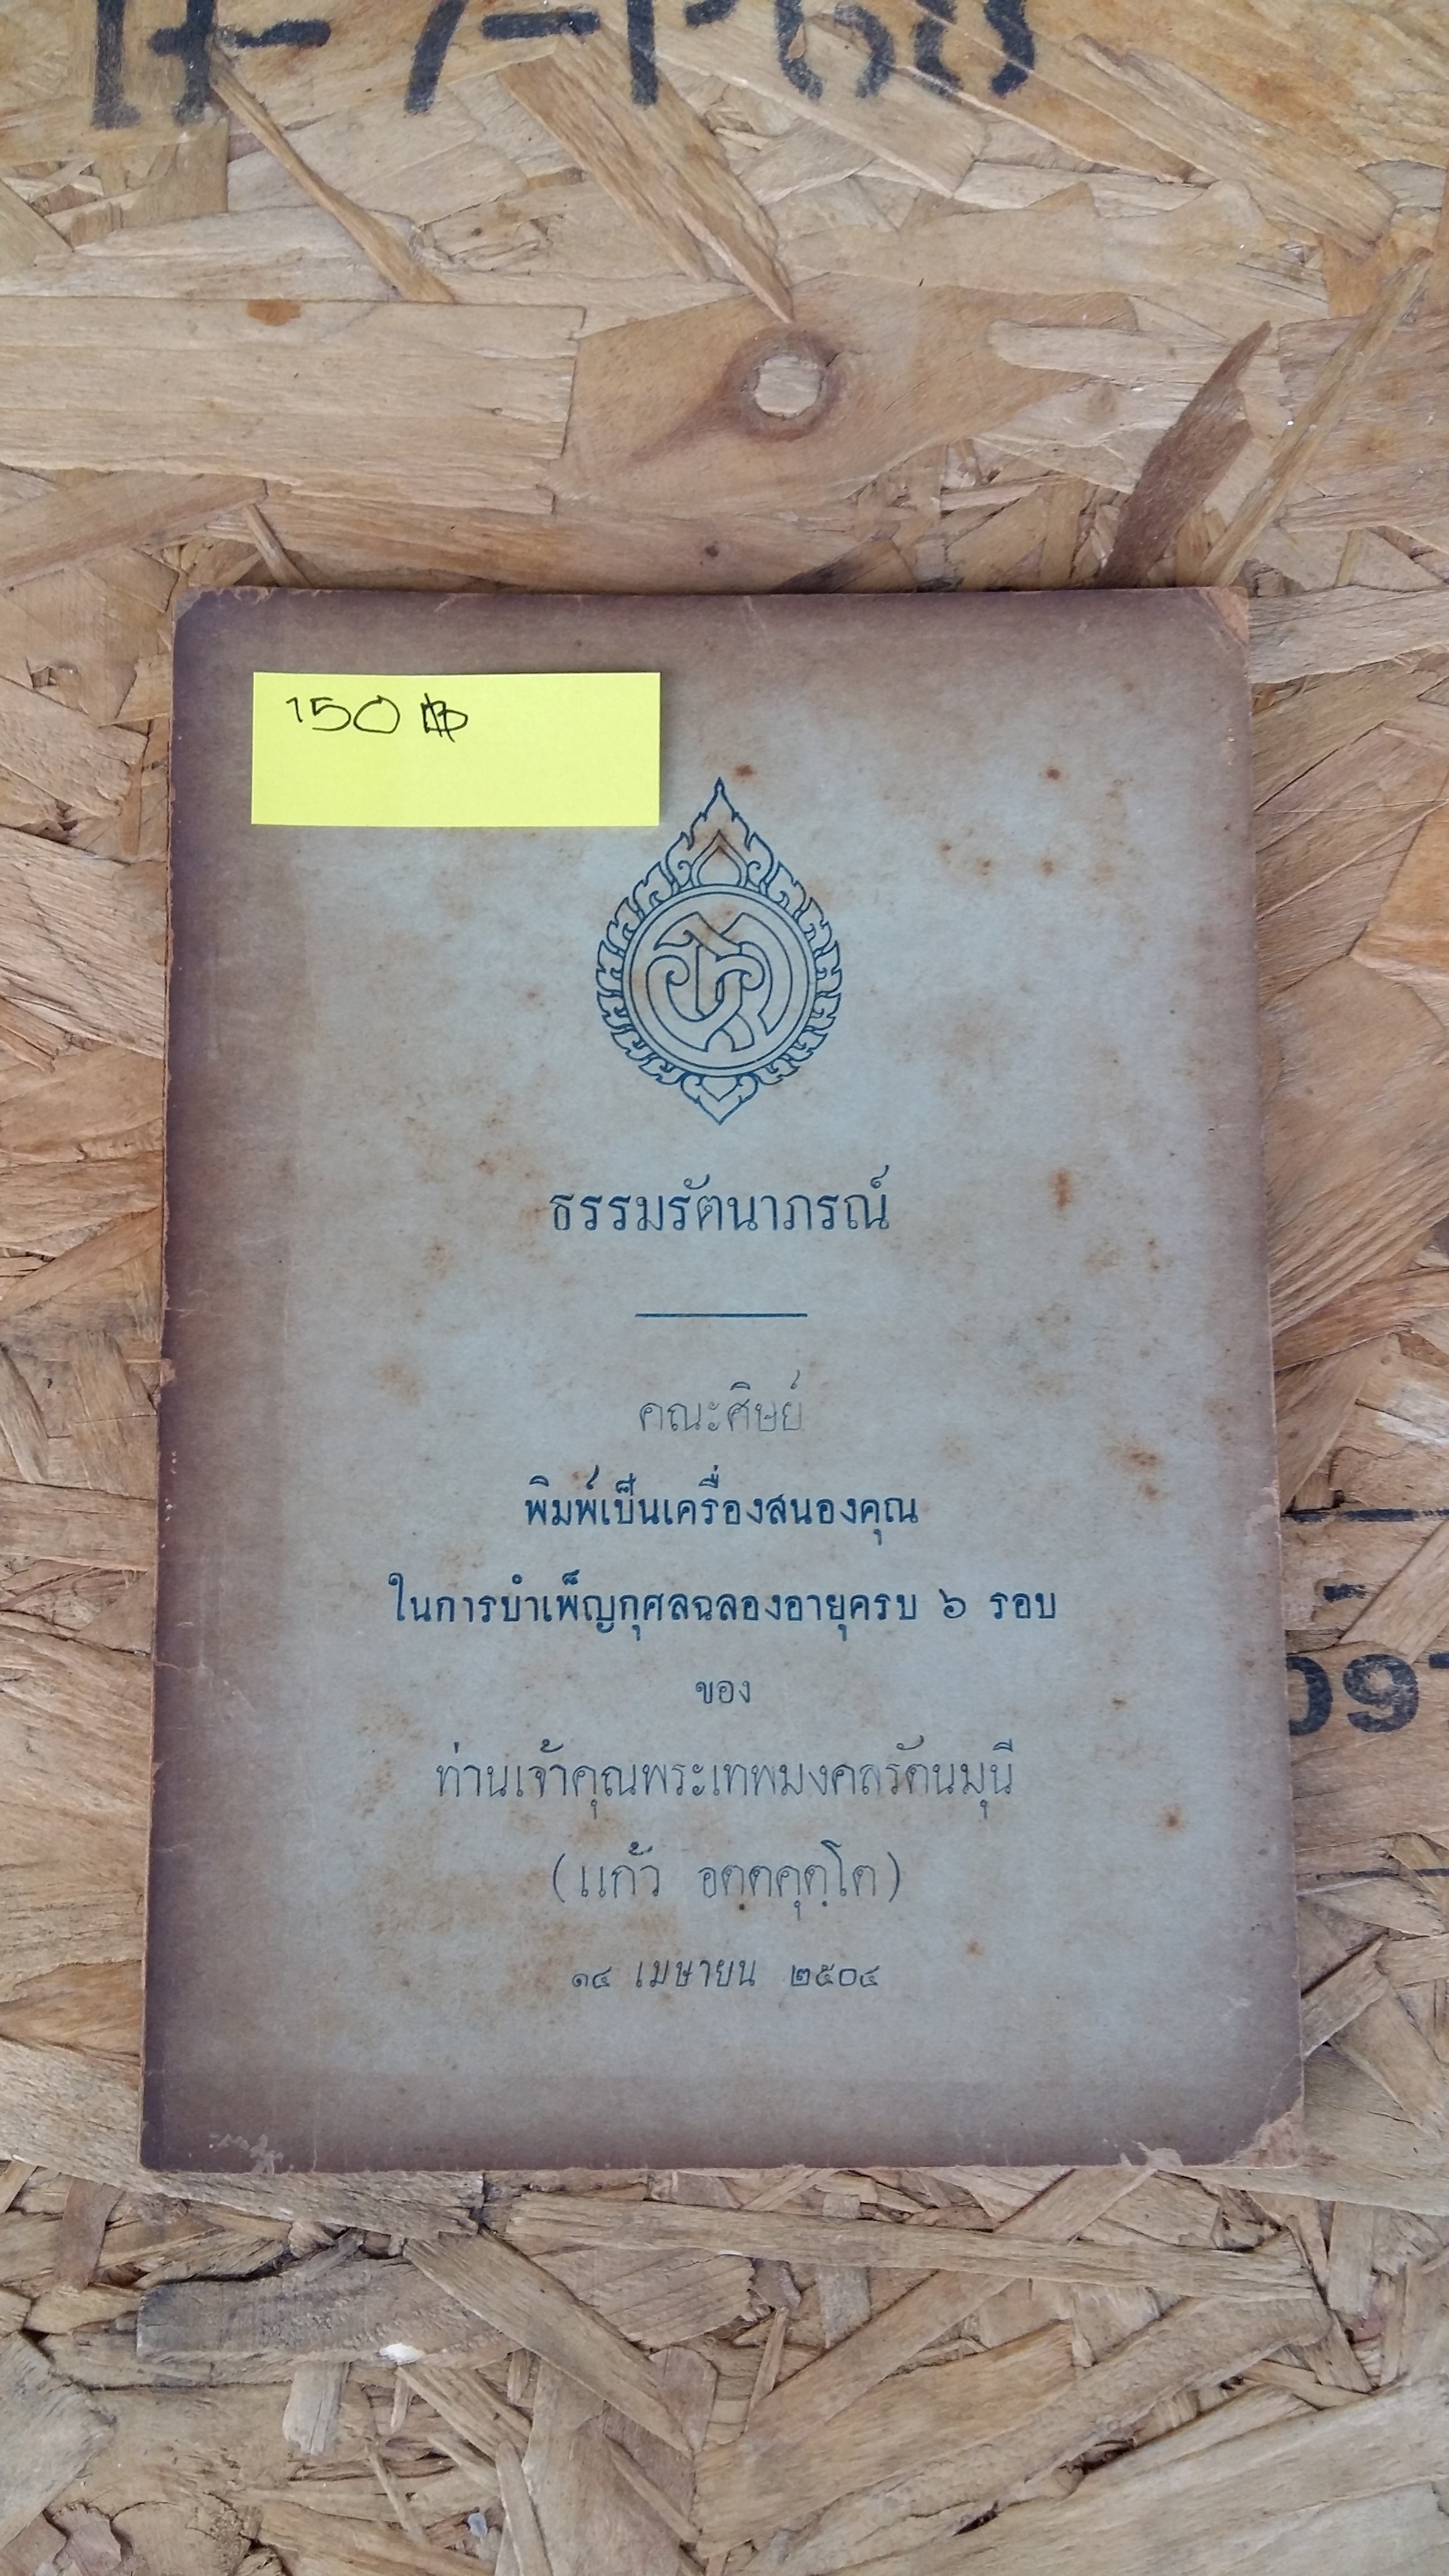 150 ฿
ธรรมรัตนาภรณ์
คณะศิษย์
พิมพ์เป็นเครื่องสนองคุณ
ในการบำเพ็ญกุศลฉลองอายุครบ ๖ รอบ
ของ
ท่านเจ้าคุณพระเทพมงคลรัตนมุนี
(แก้ว อตฺตคุตฺโต)
๑๔ เมษายน ๒๕๐๔